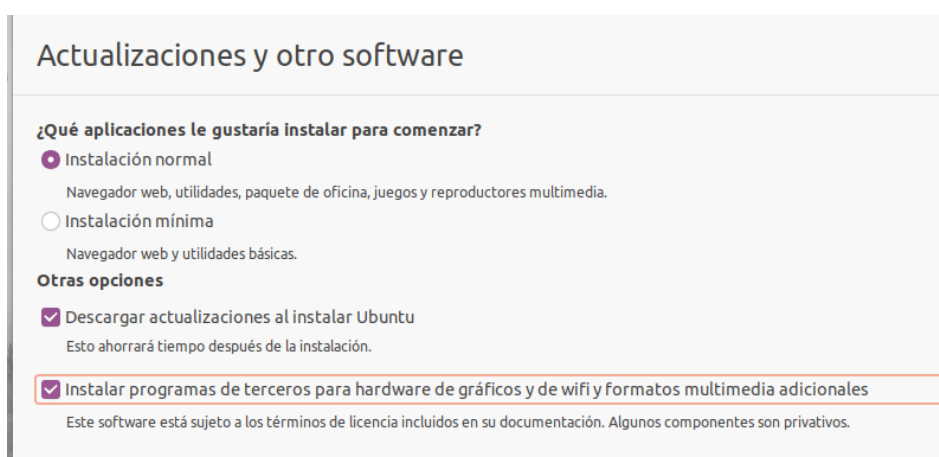 Actualizaciones y otro software
¿Qué aplicaciones le gustaría instalar para comenzar?
Instalación normal
Navegador web, utilidades, paquete de oficina, juegos y reproductores multimedia.
Instalación mínima
Navegador web y utilidades básicas.
Otras opciones
Descargar actualizaciones al instalar Ubuntu
Esto ahorrará tiempo después de la instalación.
Instalar programas de terceros para hardware de gráficos y de wifi y formatos multimedia adicionales
Este software está sujeto a los términos de licencia incluidos en su documentación. Algunos componentes son privativos.